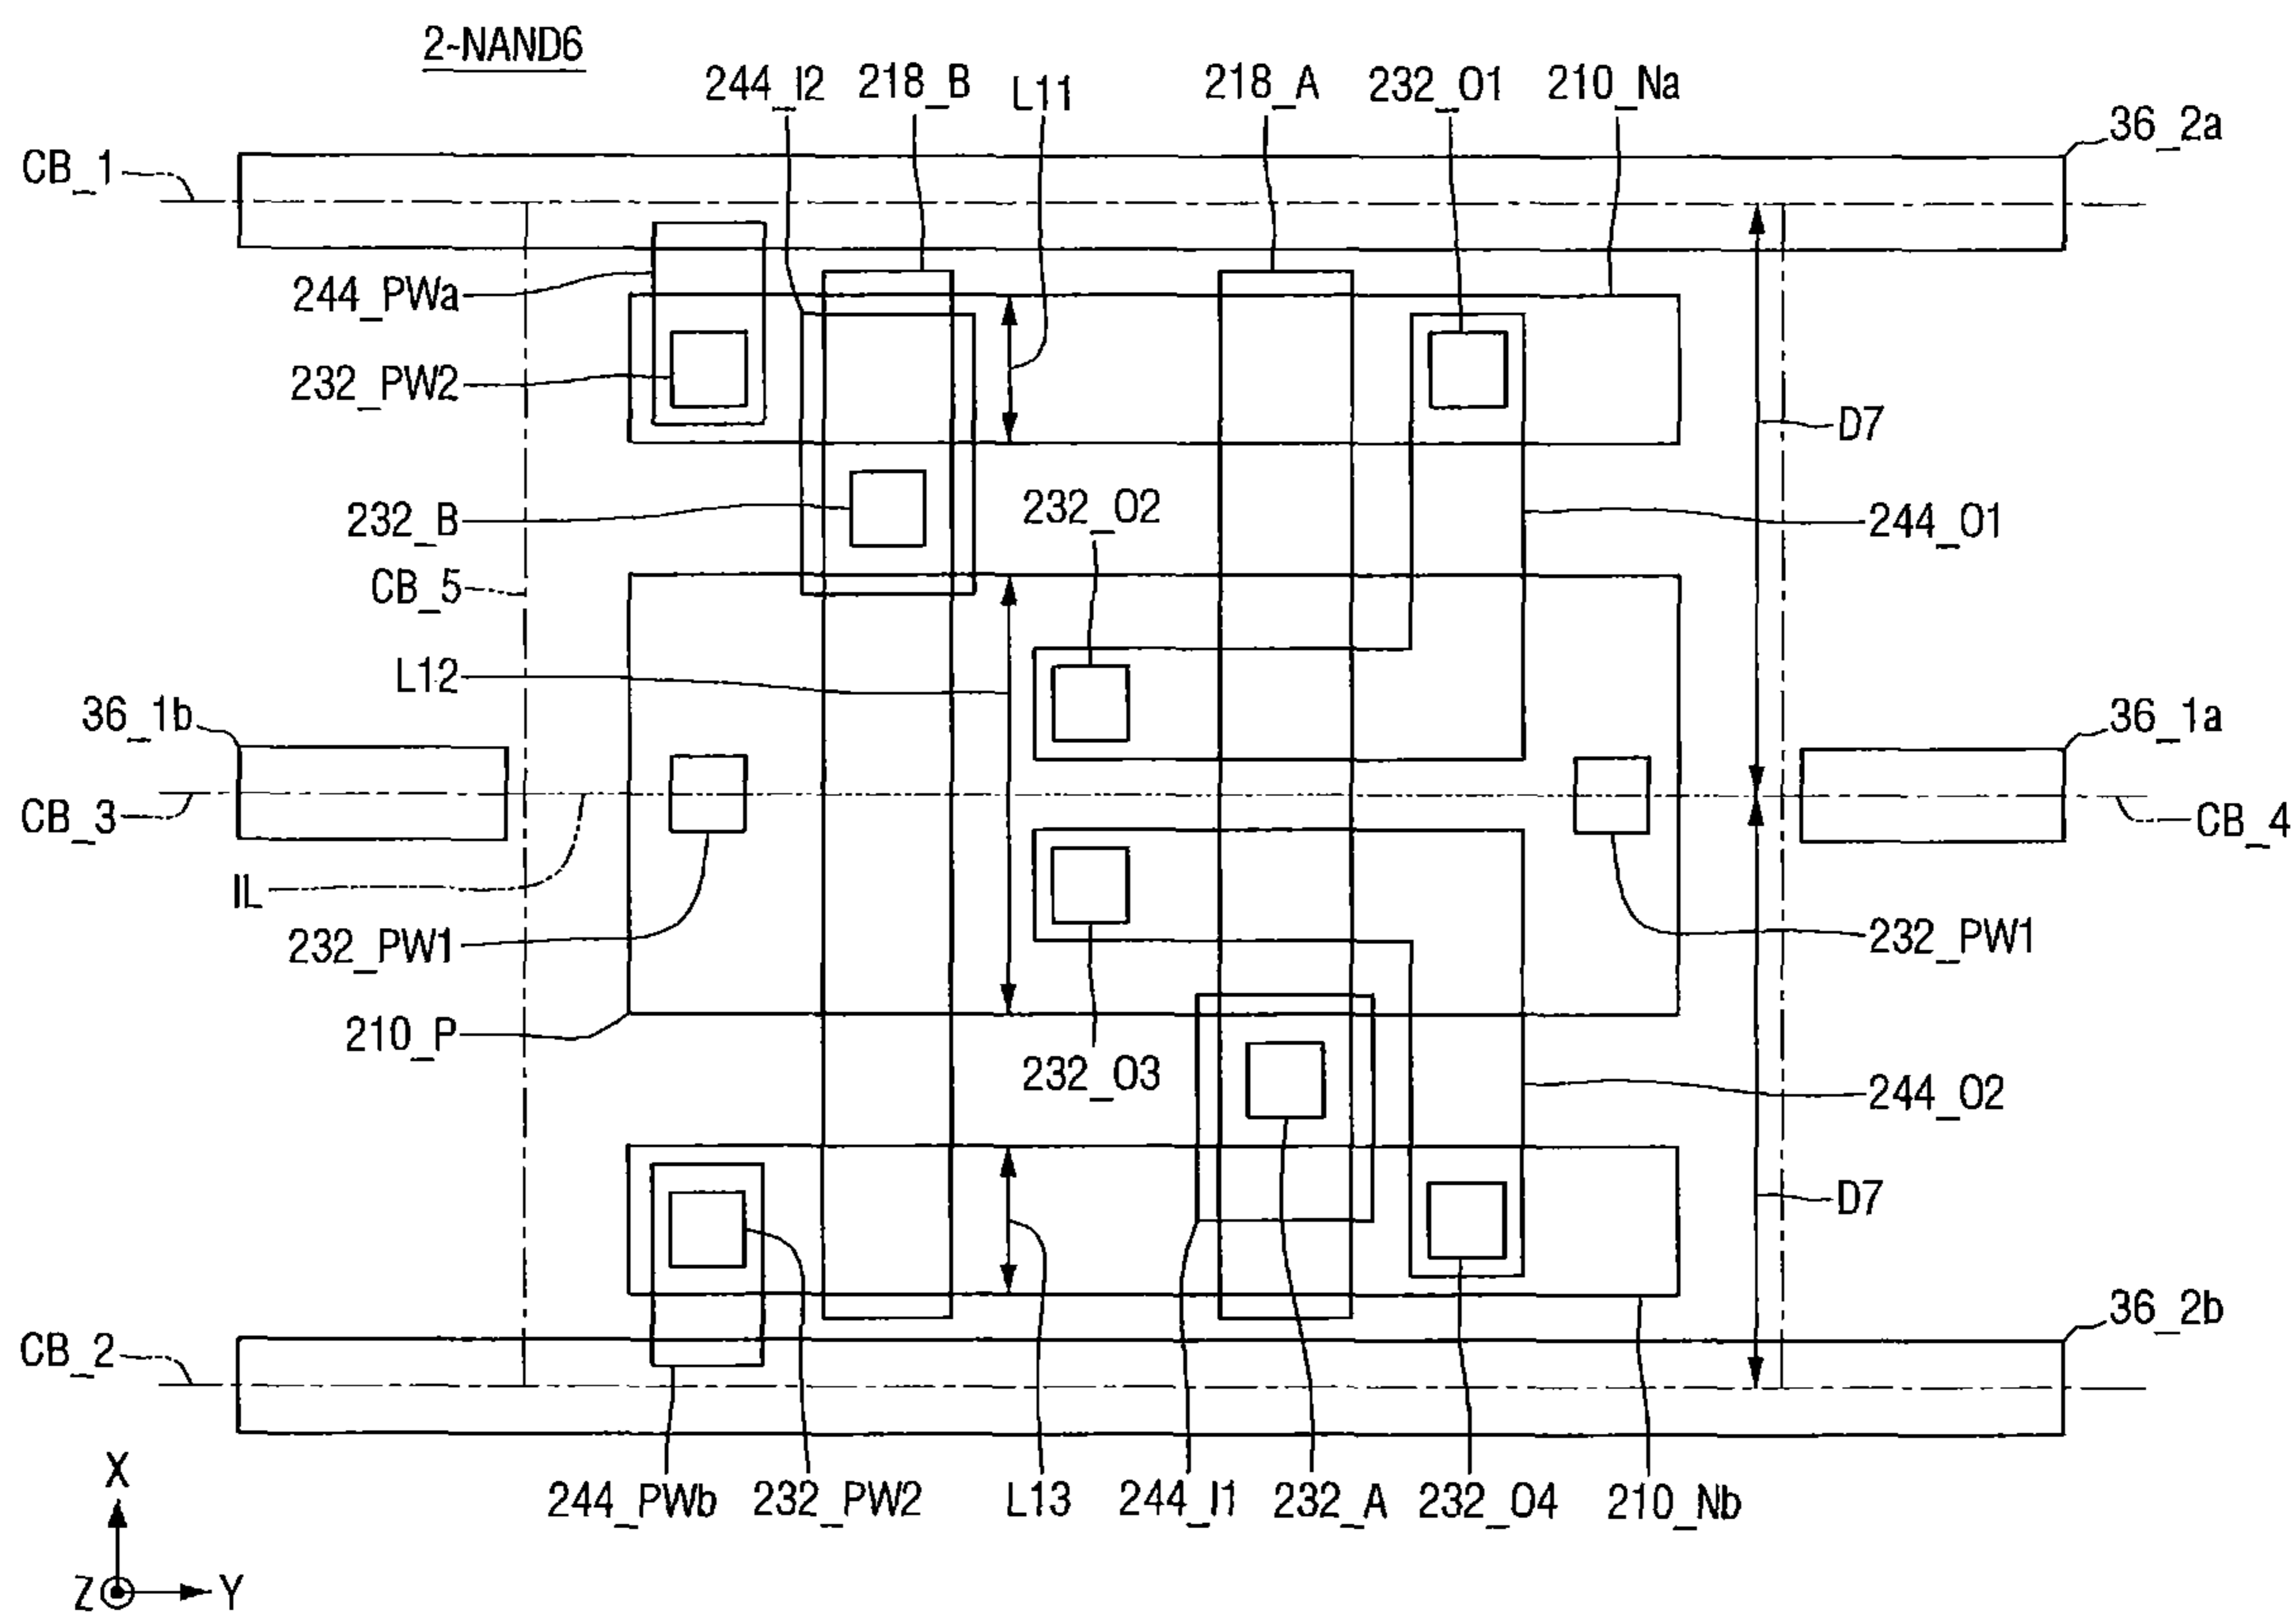 2-NAND6
244_I2 218_B L11 218_A 232_O1 210_Na
36_2a
CB_1
244_PWa
232_PW2
D7
232_B
232_O2
244_O1
CB_5
L12
36_1b
36_1a
CB_3
CB_4
IL
232_PW1
232_PW1
210_P
232_O3
244_O2
D7
36_2b
CB_2
244_PWb 232_PW2 L13 244_I1 232_A 232_O4 210_Nb
X
Z Y